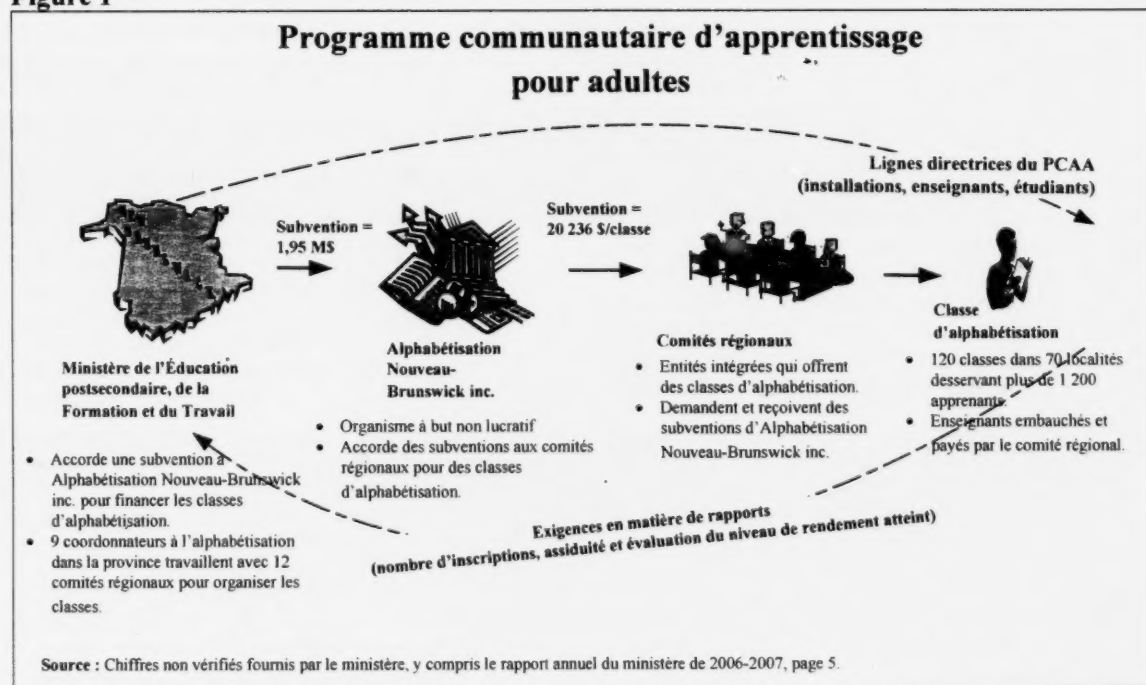 Figure 1
Programme communautaire d'apprentissage
pour adultes
Lignes directrices du PCAA
(installations, enseignants, étudiants)
Subvention =
1,95 M$
Subvention =
20 236 $/classe
Ministère de l'Éducation
postsecondaire, de la
Formation et du Travail
• Accorde une subvention à
Alphabétisation Nouveau-Brunswick
inc. pour financer les classes
d'alphabétisation.
• 9 coordonnateurs à l'alphabétisation
dans la province travaillent avec 12
comités régionaux pour organiser les
classes.
Alphabétisation
Nouveau-
Brunswick inc.
• Organisme à but non lucratif
• Accorde des subventions aux comités
régionaux pour des classes
d'alphabétisation.
Comités régionaux
• Entités intégrées qui offrent
des classes d'alphabétisation.
• Demandent et reçoivent des
subventions d'Alphabétisation
Nouveau-Brunswick inc.
Classe
d'alphabétisation
• 120 classes dans 70 localités
desservant plus de 1 200
apprenants.
• Enseignants embauchés et
payés par le comité régional.
Exigences en matière de rapports
(nombre d'inscriptions, assiduité et évaluation du niveau de rendement atteint)
Source : Chiffres non vérifiés fournis par le ministère, y compris le rapport annuel du ministère de 2006-2007, page 5.